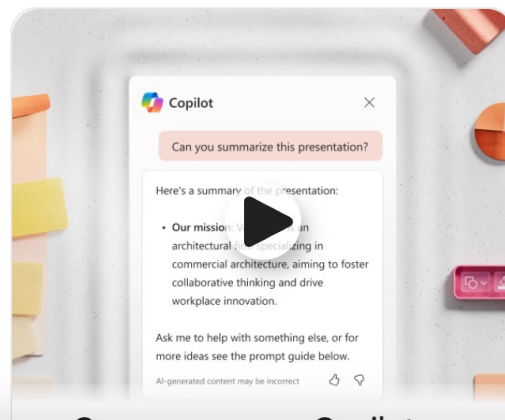 Copilot
Can you summarize this presentation?
Here's a summary of the presentation:
• Our mission: an
architectural specializing in
commercial architecture, aiming to foster
collaborative thinking and drive
workplace innovation.
Ask me to help with something else, or for
more ideas see the prompt guide below.
AI-generated content may be incorrect